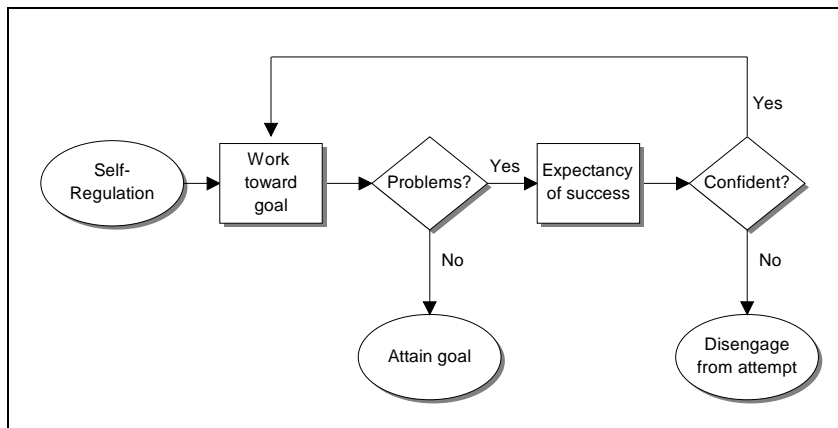 Yes
Self-
Regulation
Work
toward
goal
Problems?
Yes
Expectancy
of success
Confident?
No
No
Attain goal
Disengage
from attempt